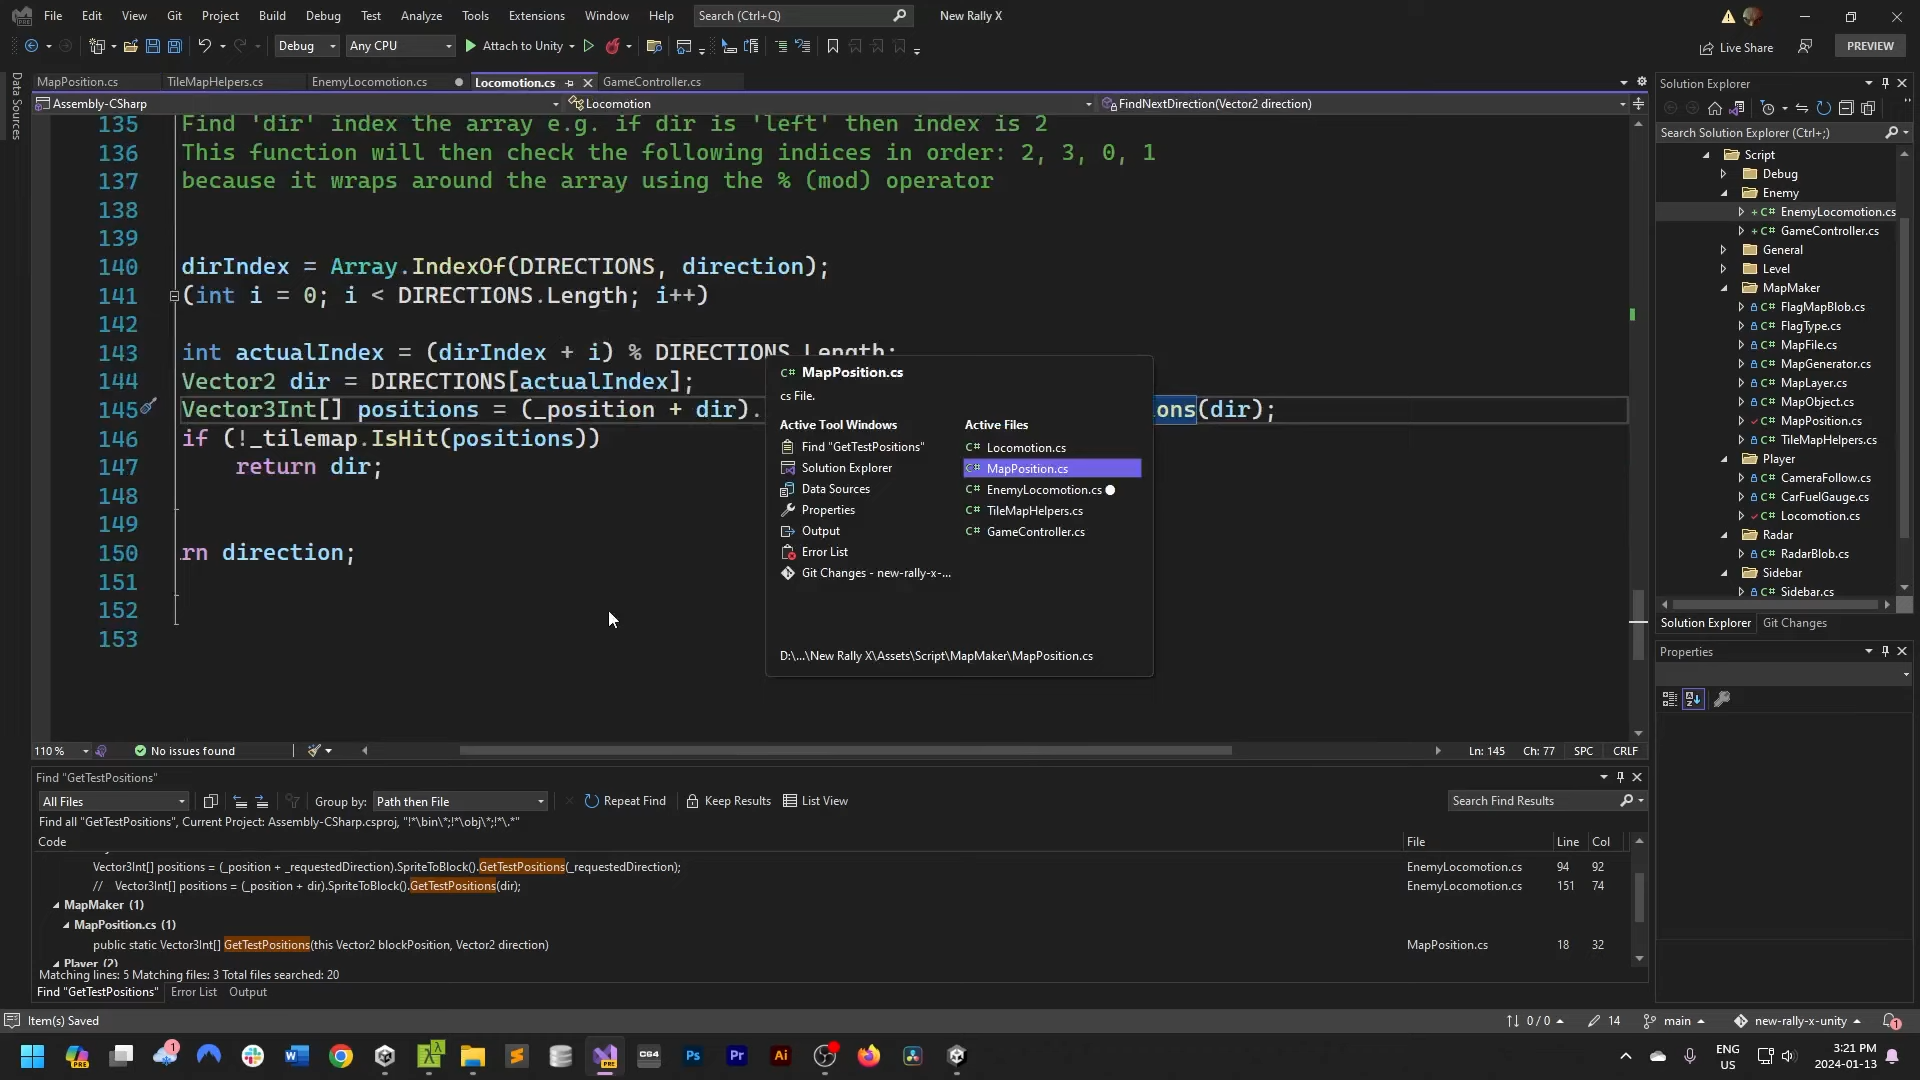 File Edit View Git Project Build Debug Test Analyze Tools Extensions Window Help Search (Ctrl+Q) New Rally X
Debug Any CPU Attach to Unity Live Share PREVIEW
MapPosition.cs TileMapHelpers.cs EnemyLocomotion.cs Locomotion.cs GameController.cs
Assembly-CSharp Locomotion FindNextDirection(Vector2 direction)
Data Sources
135 Find 'dir' index the array e.g. if dir is 'left' then index is 2
136 This function will then check the following indices in order: 2, 3, 0, 1
137 because it wraps around the array using the % (mod) operator
138
139
140 dirIndex = Array.IndexOf(DIRECTIONS, direction);
141 (int i = 0; i < DIRECTIONS.Length; i++)
142
143 int actualIndex = (dirIndex + i) % DIRECTIONS.Length;
144 Vector2 dir = DIRECTIONS[actualIndex];
145 Vector3Int[] positions = (_position + dir). ions(dir);
146 if (!_tilemap.IsHit(positions))
147 return dir;
148
149
150 rn direction;
151
152
153
MapPosition.cs
cs File.
Active Tool Windows
Find "GetTestPositions"
Solution Explorer
Data Sources
Properties
Output
Error List
Git Changes - new-rally-x-...
Active Files
Locomotion.cs
MapPosition.cs
EnemyLocomotion.cs
TileMapHelpers.cs
GameController.cs
D:\...\New Rally X\Assets\Script\MapMaker\MapPosition.cs
110 % No issues found Ln: 145 Ch: 77 SPC CRLF
Find "GetTestPositions"
All Files Group by: Path then File Repeat Find Keep Results List View Search Find Results
Find all "GetTestPositions", Current Project: Assembly-CSharp.csproj, "!*\bin\*;!*\obj\*;!*\.*"
Code File Line Col
Vector3Int[] positions = (_position + _requestedDirection).SpriteToBlock().GetTestPositions(_requestedDirection); EnemyLocomotion.cs 94 92
// Vector3Int[] positions = (_position + dir).SpriteToBlock().GetTestPositions(dir); EnemyLocomotion.cs 151 74
MapMaker (1)
MapPosition.cs (1)
public static Vector3Int[] GetTestPositions(this Vector2 blockPosition, Vector2 direction) MapPosition.cs 18 32
Player (2)
Matching lines: 5 Matching files: 3 Total files searched: 20
Find "GetTestPositions" Error List Output
Solution Explorer
Search Solution Explorer (Ctrl+;)
Script
Debug
Enemy
C# EnemyLocomotion.cs
C# GameController.cs
General
Level
MapMaker
C# FlagMapBlob.cs
C# FlagType.cs
C# MapFile.cs
C# MapGenerator.cs
C# MapLayer.cs
C# MapObject.cs
C# MapPosition.cs
C# TileMapHelpers.cs
Player
C# CameraFollow.cs
C# CarFuelGauge.cs
C# Locomotion.cs
Radar
C# RadarBlob.cs
Sidebar
C# Sidebar.cs
Solution Explorer Git Changes
Properties
Item(s) Saved 0 / 0 14 main new-rally-x-unity 1
1 PRE CG4 Ps Pr Ai ENG US 3:21 PM 2024-01-13